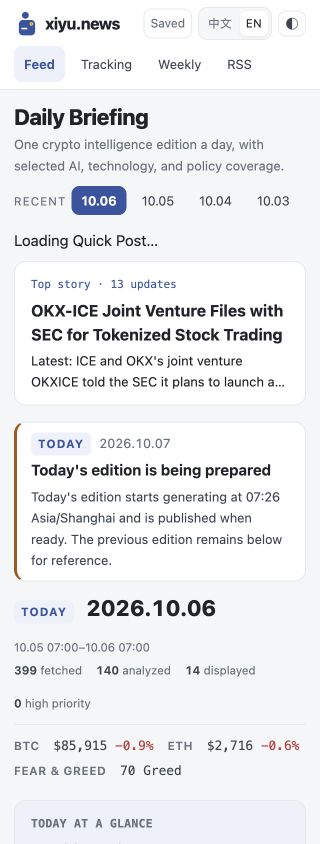 xiyu.news
Saved
中文
EN
Feed
Tracking
Weekly
RSS
Daily Briefing
One crypto intelligence edition a day, with
selected AI, technology, and policy coverage.
RECENT 10.06 10.05 10.04 10.03
Loading Quick Post...
Top story · 13 updates
OKX-ICE Joint Venture Files with
SEC for Tokenized Stock Trading
Latest: ICE and OKX's joint venture
OKXICE told the SEC it plans to launch a...
TODAY 2026.10.07
Today's edition is being prepared
Today's edition starts generating at 07:26
Asia/Shanghai and is published when
ready. The previous edition remains below
for reference.
TODAY 2026.10.06
10.05 07:00–10.06 07:00
399 fetched 140 analyzed 14 displayed
0 high priority
BTC $85,915 −0.9% ETH $2,716 −0.6%
FEAR & GREED 70 Greed
TODAY AT A GLANCE